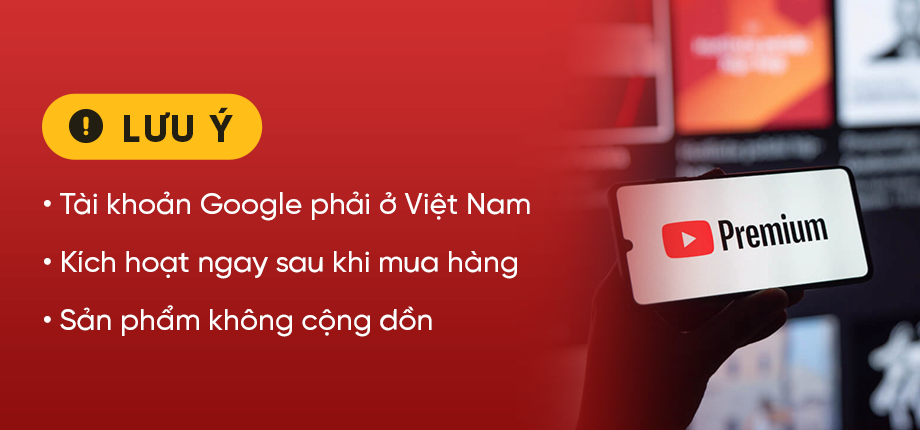 LƯU Ý
• Tài khoản Google phải ở Việt Nam
• Kích hoạt ngay sau khi mua hàng
• Sản phẩm không cộng dồn
Premium